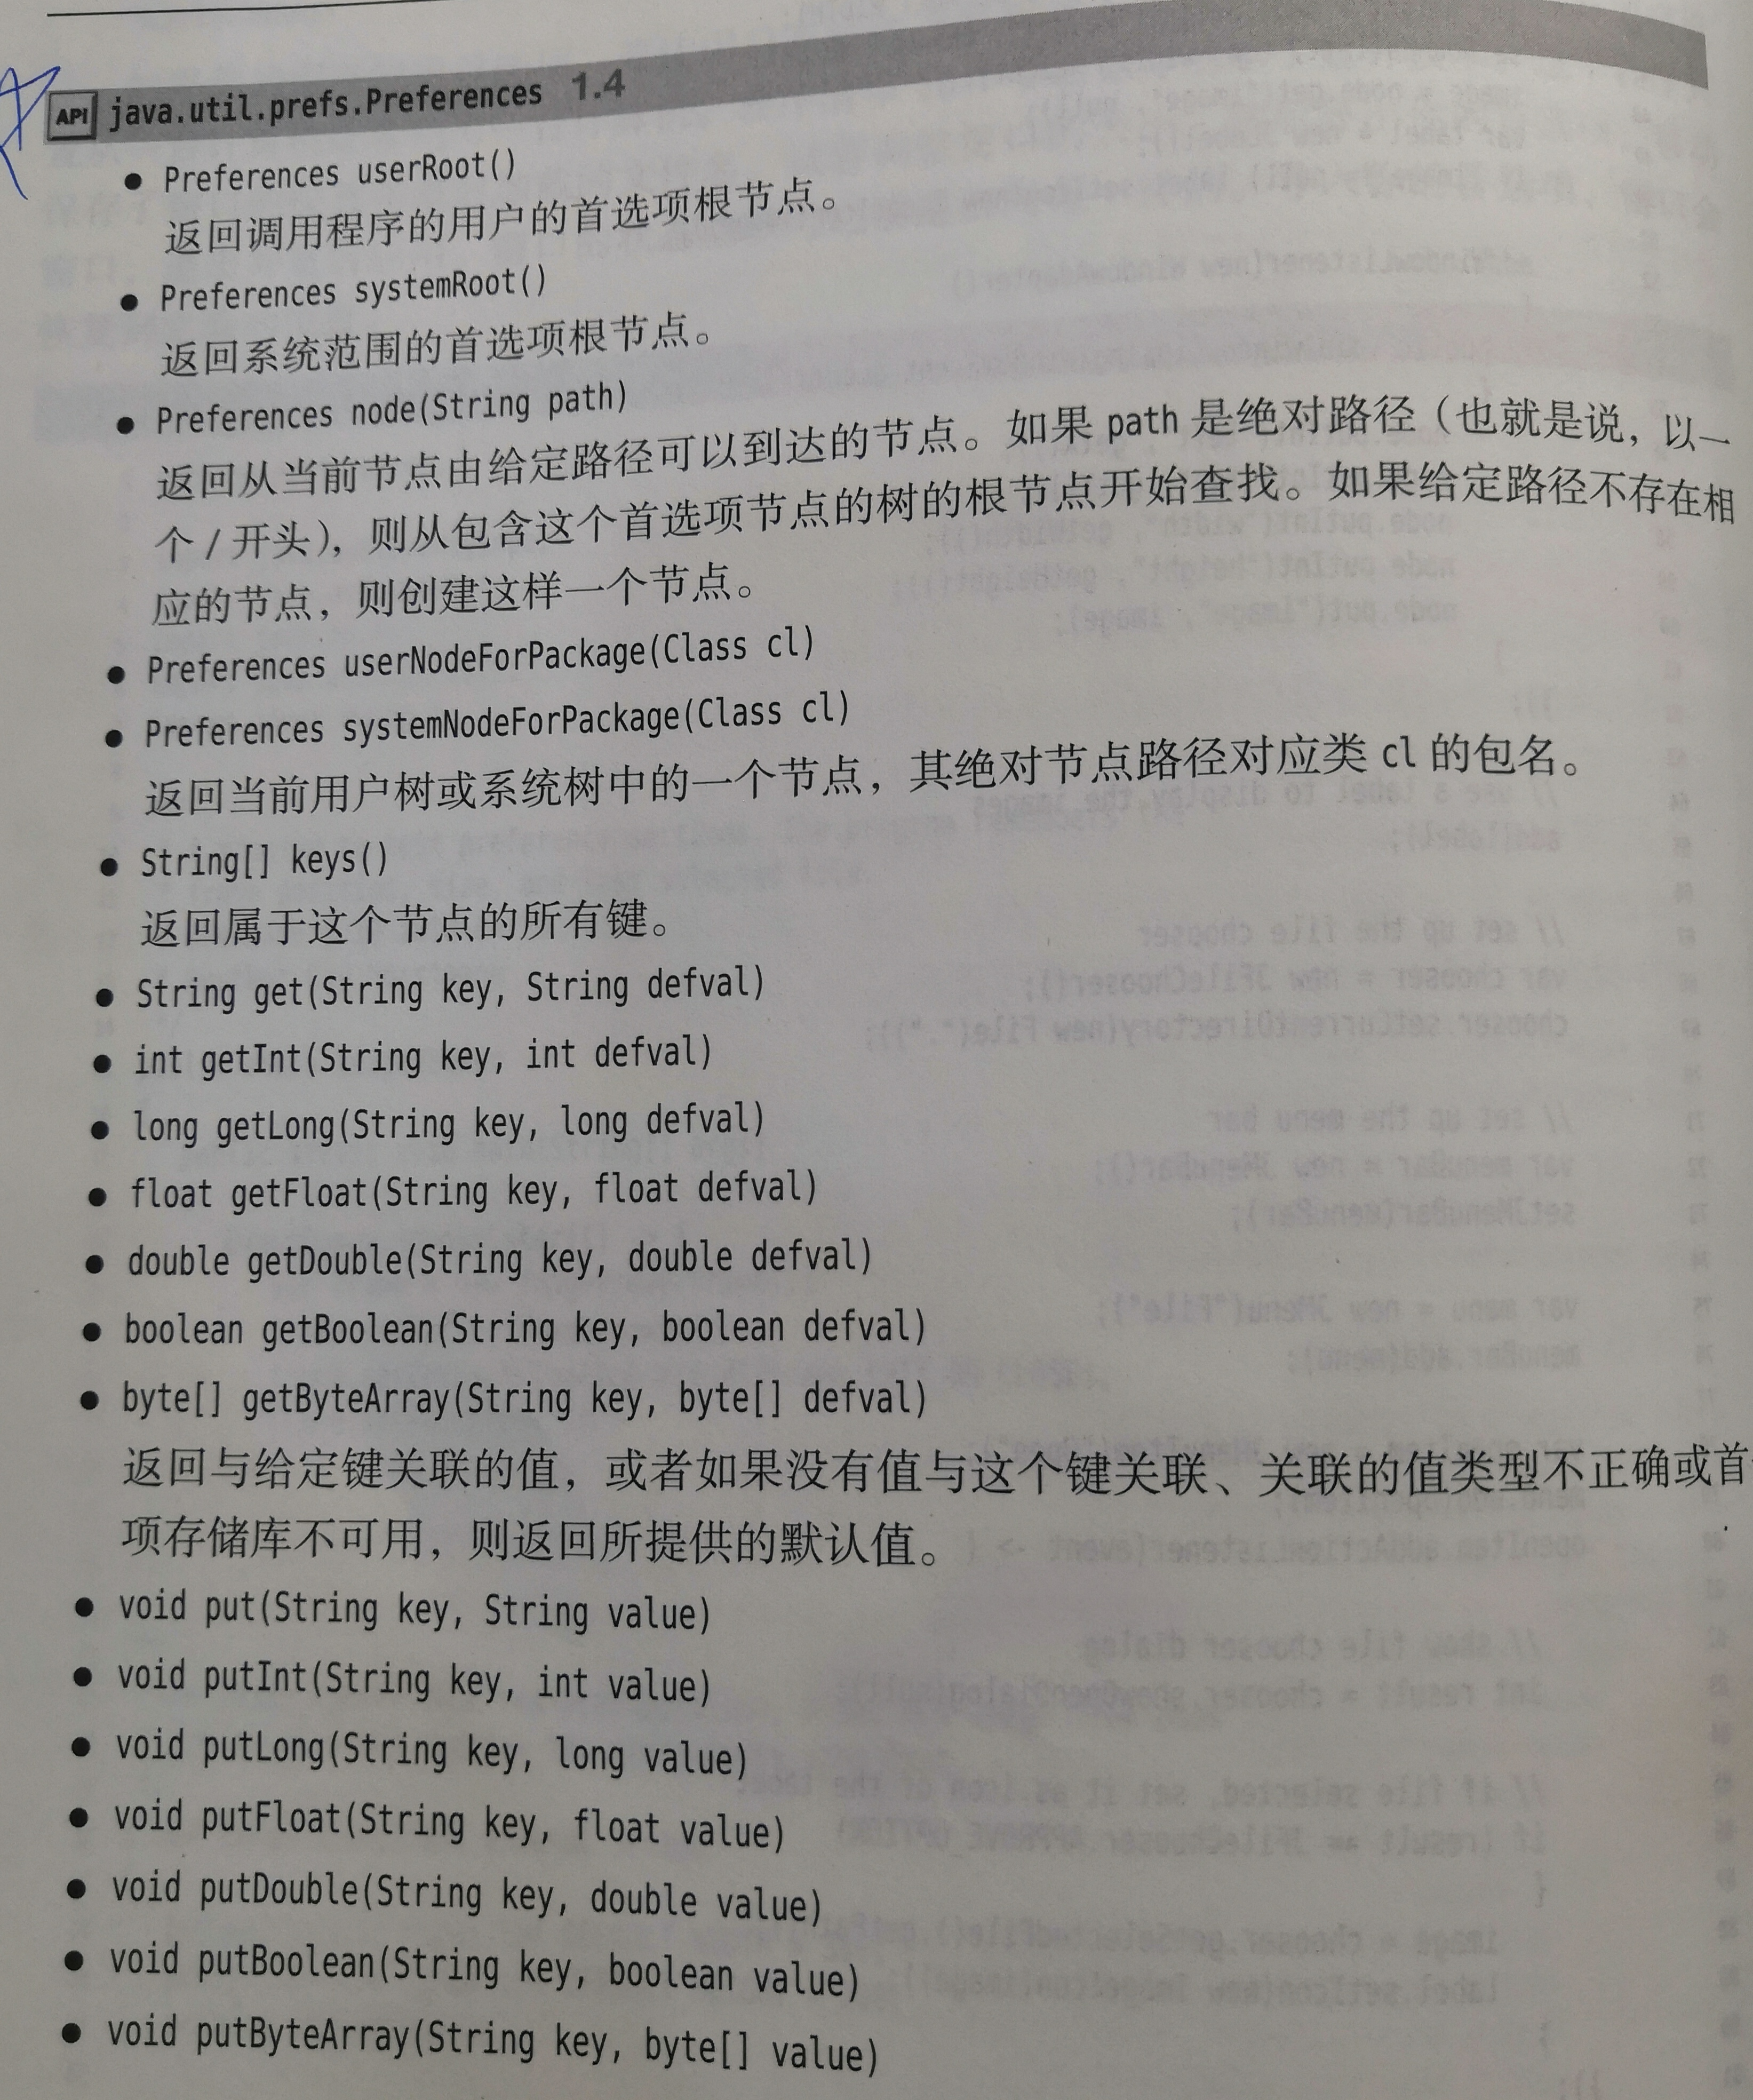 API java.util.prefs.Preferences 1.4
● Preferences userRoot()
返回调用程序的用户的首选项根节点。
● Preferences systemRoot()
返回系统范围的首选项根节点。
● Preferences node(String path)
返回从当前节点由给定路径可以到达的节点。如果 path 是绝对路径（也就是说，以一
个 / 开头），则从包含这个首选项节点的树的根节点开始查找。如果给定路径不存在相
应的节点，则创建这样一个节点。
● Preferences userNodeForPackage(Class cl)
● Preferences systemNodeForPackage(Class cl)
返回当前用户树或系统树中的一个节点，其绝对节点路径对应类 cl 的包名。
● String[] keys()
返回属于这个节点的所有键。
● String get(String key, String defval)
● int getInt(String key, int defval)
● long getLong(String key, long defval)
● float getFloat(String key, float defval)
● double getDouble(String key, double defval)
● boolean getBoolean(String key, boolean defval)
● byte[] getByteArray(String key, byte[] defval)
返回与给定键关联的值，或者如果没有值与这个键关联、关联的值类型不正确或首
项存储库不可用，则返回所提供的默认值。
● void put(String key, String value)
● void putInt(String key, int value)
● void putLong(String key, long value)
● void putFloat(String key, float value)
● void putDouble(String key, double value)
● void putBoolean(String key, boolean value)
● void putByteArray(String key, byte[] value)